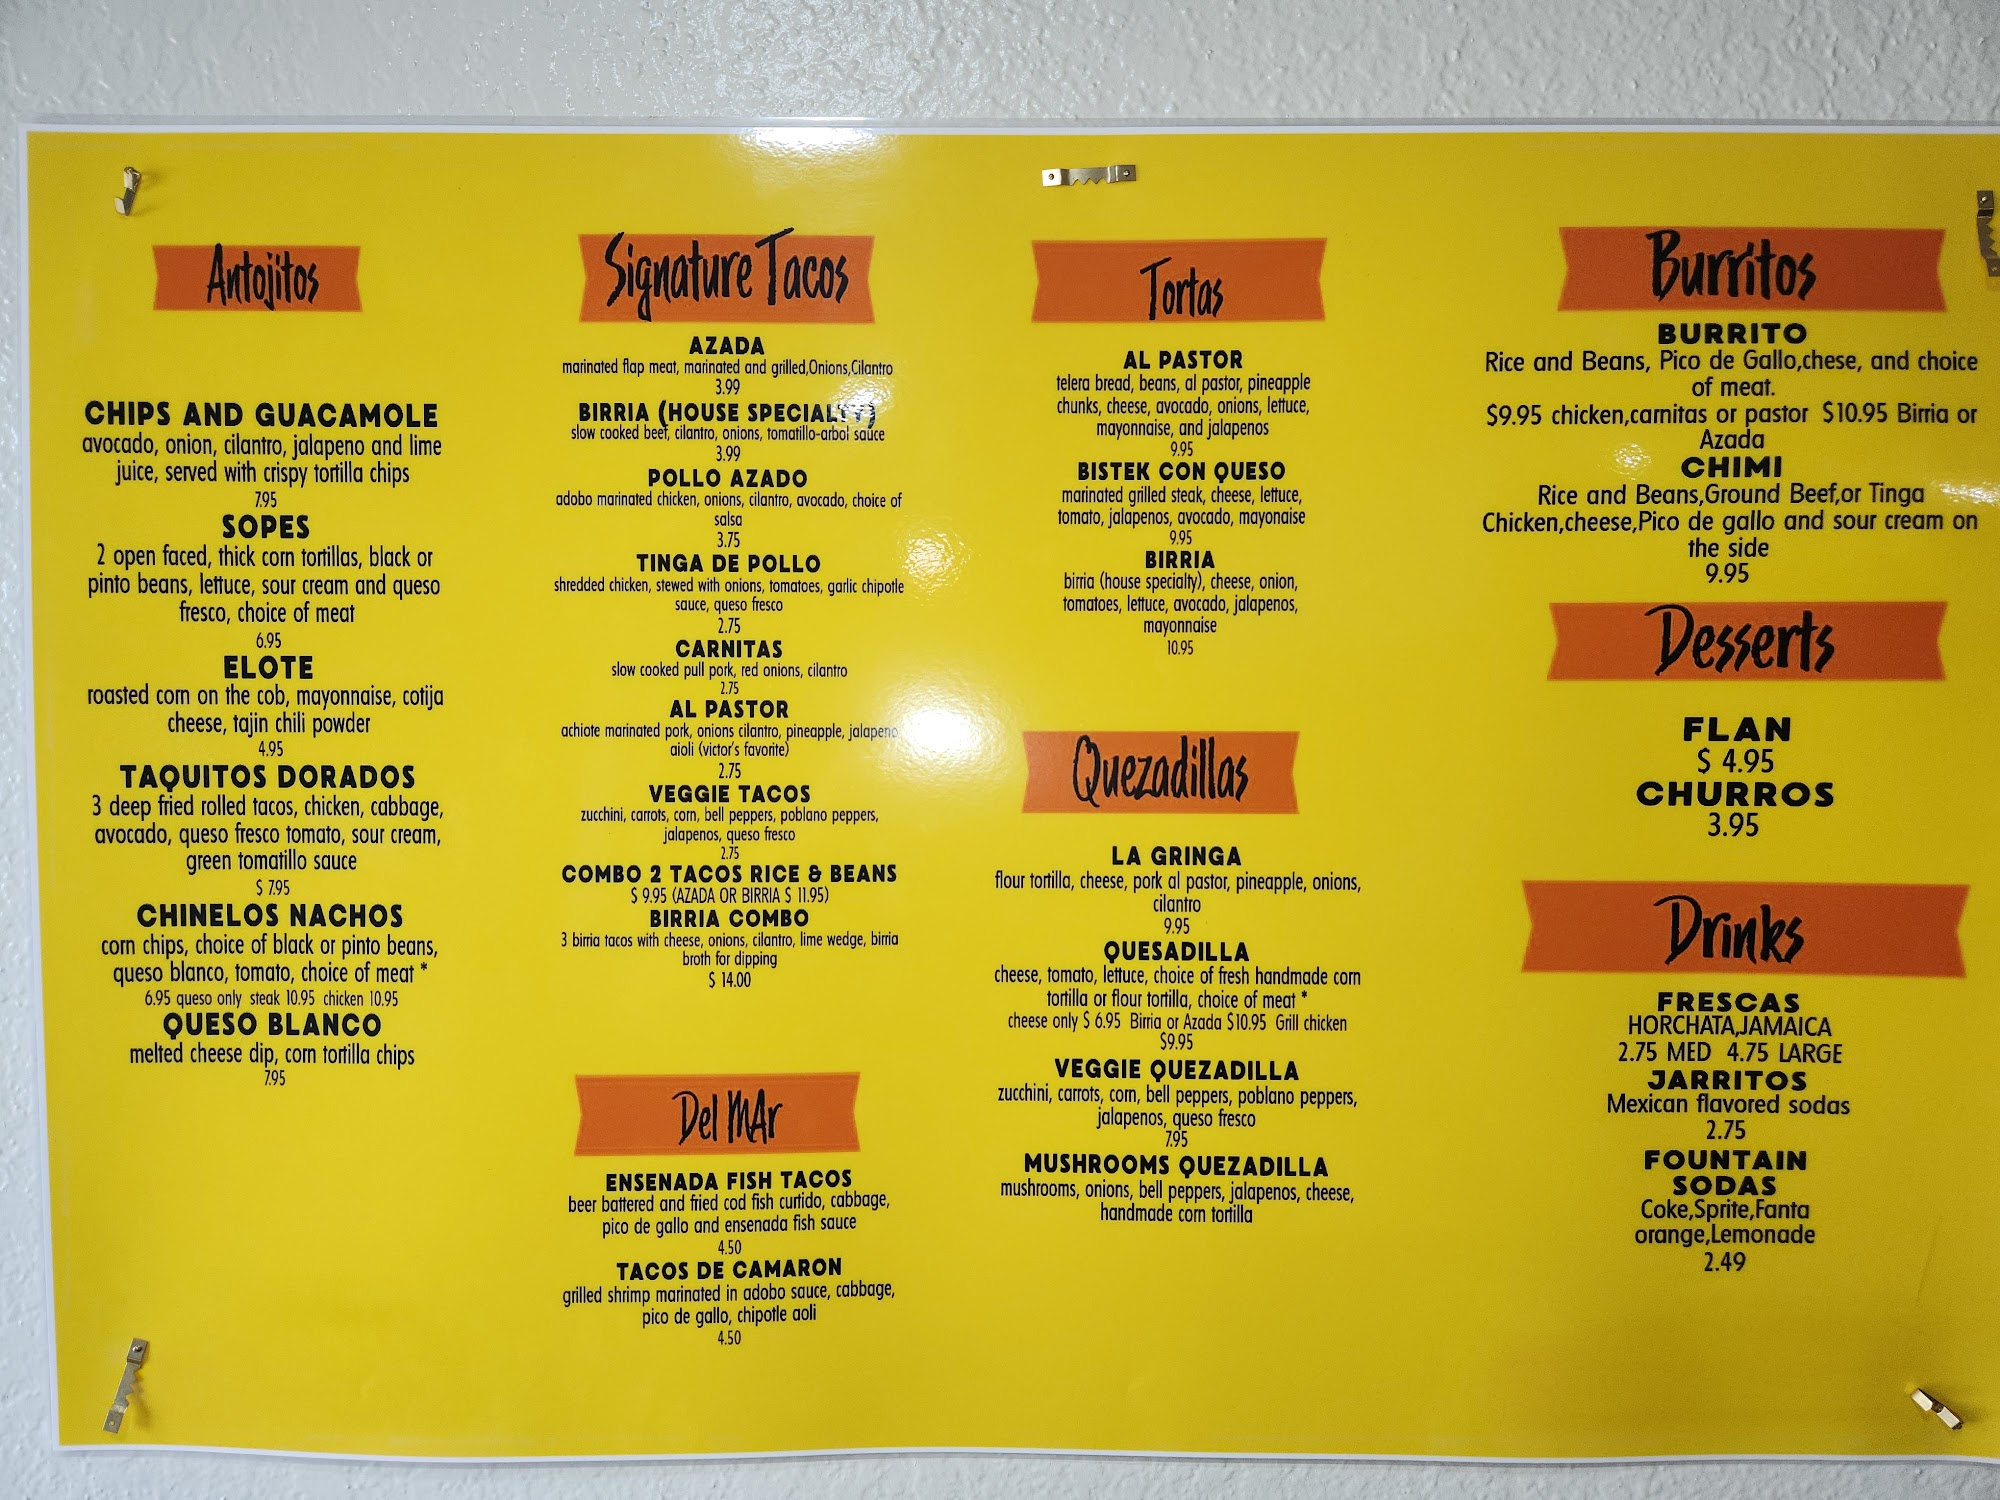 Antojitos
CHIPS AND GUACAMOLE
avocado, onion, cilantro, jalapeno and lime
juice, served with crispy tortilla chips
7.95
SOPES
2 open faced, thick corn tortillas, black or
pinto beans, lettuce, sour cream and queso
fresco, choice of meat
6.95
ELOTE
roasted corn on the cob, mayonnaise, cotija
cheese, tajin chili powder
4.95
TAQUITOS DORADOS
3 deep fried rolled tacos, chicken, cabbage,
avocado, queso fresco tomato, sour cream,
green tomatillo sauce
$ 7.95
CHINELOS NACHOS
corn chips, choice of black or pinto beans,
queso blanco, tomato, choice of meat *
6.95 queso only steak 10.95 chicken 10.95
QUESO BLANCO
melted cheese dip, corn tortilla chips
7.95
Signature Tacos
AZADA
marinated flap meat, marinated and grilled,Onions,Cilantro
3.99
BIRRIA (HOUSE SPECIALTY)
slow cooked beef, cilantro, onions, tomatillo-arbol sauce
3.99
POLLO AZADO
adobo marinated chicken, onions, cilantro, avocado, choice of
salsa
3.75
TINGA DE POLLO
shredded chicken, stewed with onions, tomatoes, garlic chipotle
sauce, queso fresco
2.75
CARNITAS
slow cooked pull pork, red onions, cilantro
2.75
AL PASTOR
achiote marinated pork, onions cilantro, pineapple, jalapeno
aioli (victor's favorite)
2.75
VEGGIE TACOS
zucchini, carrots, corn, bell peppers, poblano peppers,
jalapenos, queso fresco
2.75
COMBO 2 TACOS RICE & BEANS
$ 9.95 (AZADA OR BIRRIA $ 11.95)
BIRRIA COMBO
3 birria tacos with cheese, onions, cilantro, lime wedge, birria
broth for dipping
$ 14.00
Del MAr
ENSENADA FISH TACOS
beer battered and fried cod fish curtido, cabbage,
pico de gallo and ensenada fish sauce
4.50
TACOS DE CAMARON
grilled shrimp marinated in adobo sauce, cabbage,
pico de gallo, chipotle aoli
4.50
Tortas
AL PASTOR
telera bread, beans, al pastor, pineapple
chunks, cheese, avocado, onions, lettuce,
mayonnaise, and jalapenos
9.95
BISTEK CON QUESO
marinated grilled steak, cheese, lettuce,
tomato, jalapenos, avocado, mayonaise
9.95
BIRRIA
birria (house specialty), cheese, onion,
tomatoes, lettuce, avocado, jalapenos,
mayonnaise
10.95
Quezadillas
LA GRINGA
flour tortilla, cheese, pork al pastor, pineapple, onions,
cilantro
9.95
QUESADILLA
cheese, tomato, lettuce, choice of fresh handmade corn
tortilla or flour tortilla, choice of meat *
cheese only $ 6.95 Birria or Azada $10.95 Grill chicken
$9.95
VEGGIE QUEZADILLA
zucchini, carrots, corn, bell peppers, poblano peppers,
jalapenos, queso fresco
7.95
MUSHROOMS QUEZADILLA
mushrooms, onions, bell peppers, jalapenos, cheese,
handmade corn tortilla
Burritos
BURRITO
Rice and Beans, Pico de Gallo,chese, and choice
of meat.
$9.95 chicken,carnitas or pastor $10.95 Birria or
Azada
CHIMI
Rice and Beans,Ground Beef,or Tinga
Chicken,cheese,Pico de gallo and sour cream on
the side
9.95
Desserts
FLAN
$ 4.95
CHURROS
3.95
Drinks
FRESCAS
HORCHATA,JAMAICA
2.75 MED 4.75 LARGE
JARRITOS
Mexican flavored sodas
2.75
FOUNTAIN
SODAS
Coke,Sprite,Fanta
orange,Lemonade
2.49